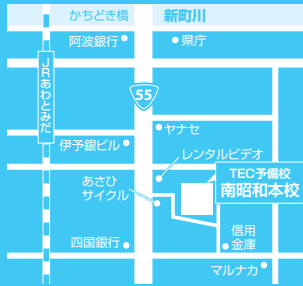 かちどき橋
新町川
阿波銀行
県庁
JRあわとみだ
55
ヤナセ
伊予銀ビル
レンタルビデオ
TEC予備校
南昭和本校
あさひ
サイクル
信用
金庫
四国銀行
マルナカ